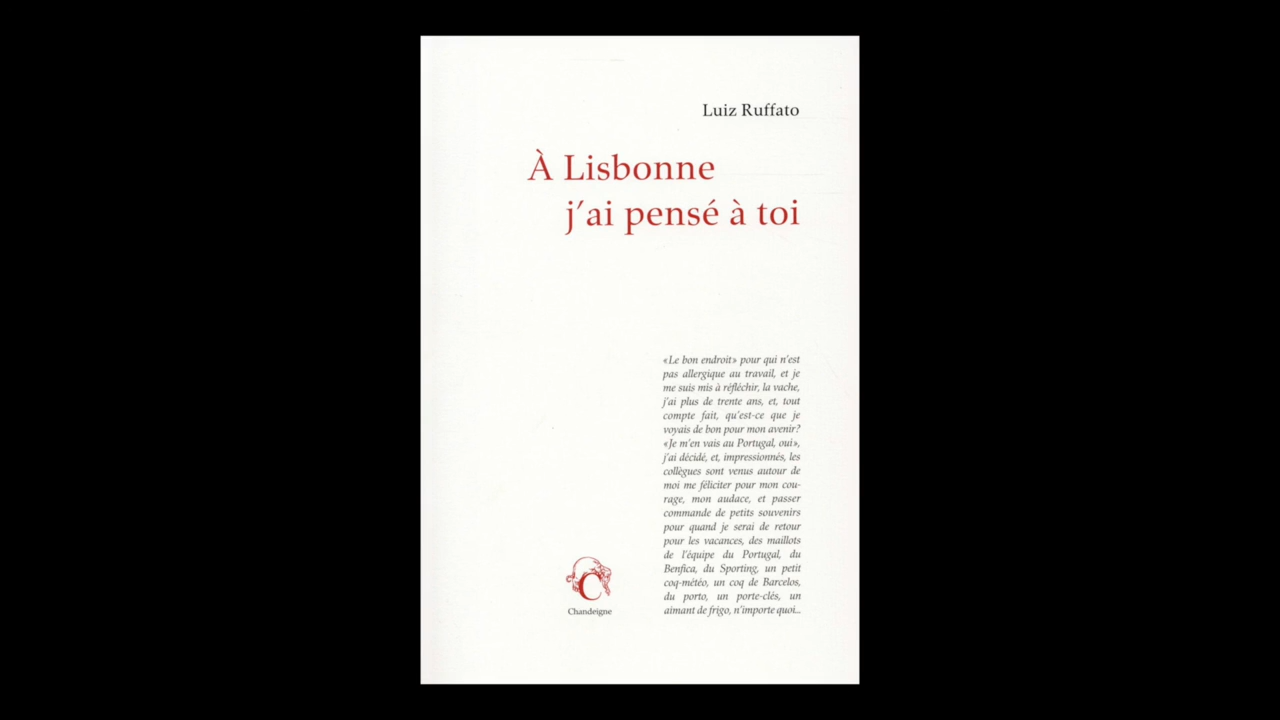 Luiz Ruffato
À Lisbonne
j’ai pensé à toi
«Le bon endroit» pour qui n’est
pas allergique au travail, et je
me suis mis à réfléchir, la vache,
j’ai plus de trente ans, et, tout
compte fait, qu’est-ce que je
voyais de bon pour mon avenir?
«Je m’en vais au Portugal, oui»,
j’ai décidé, et, impressionnés, les
collègues sont venus autour de
moi me féliciter pour mon cou-
rage, mon audace, et passer
commande de petits souvenirs
pour quand je serai de retour
pour les vacances, des maillots
de l’équipe du Portugal, du
Benfica, du Sporting, un petit
coq-météo, un coq de Barcelos,
du porto, un porte-clés, un
aimant de frigo, n’importe quoi...
C
Chandeigne